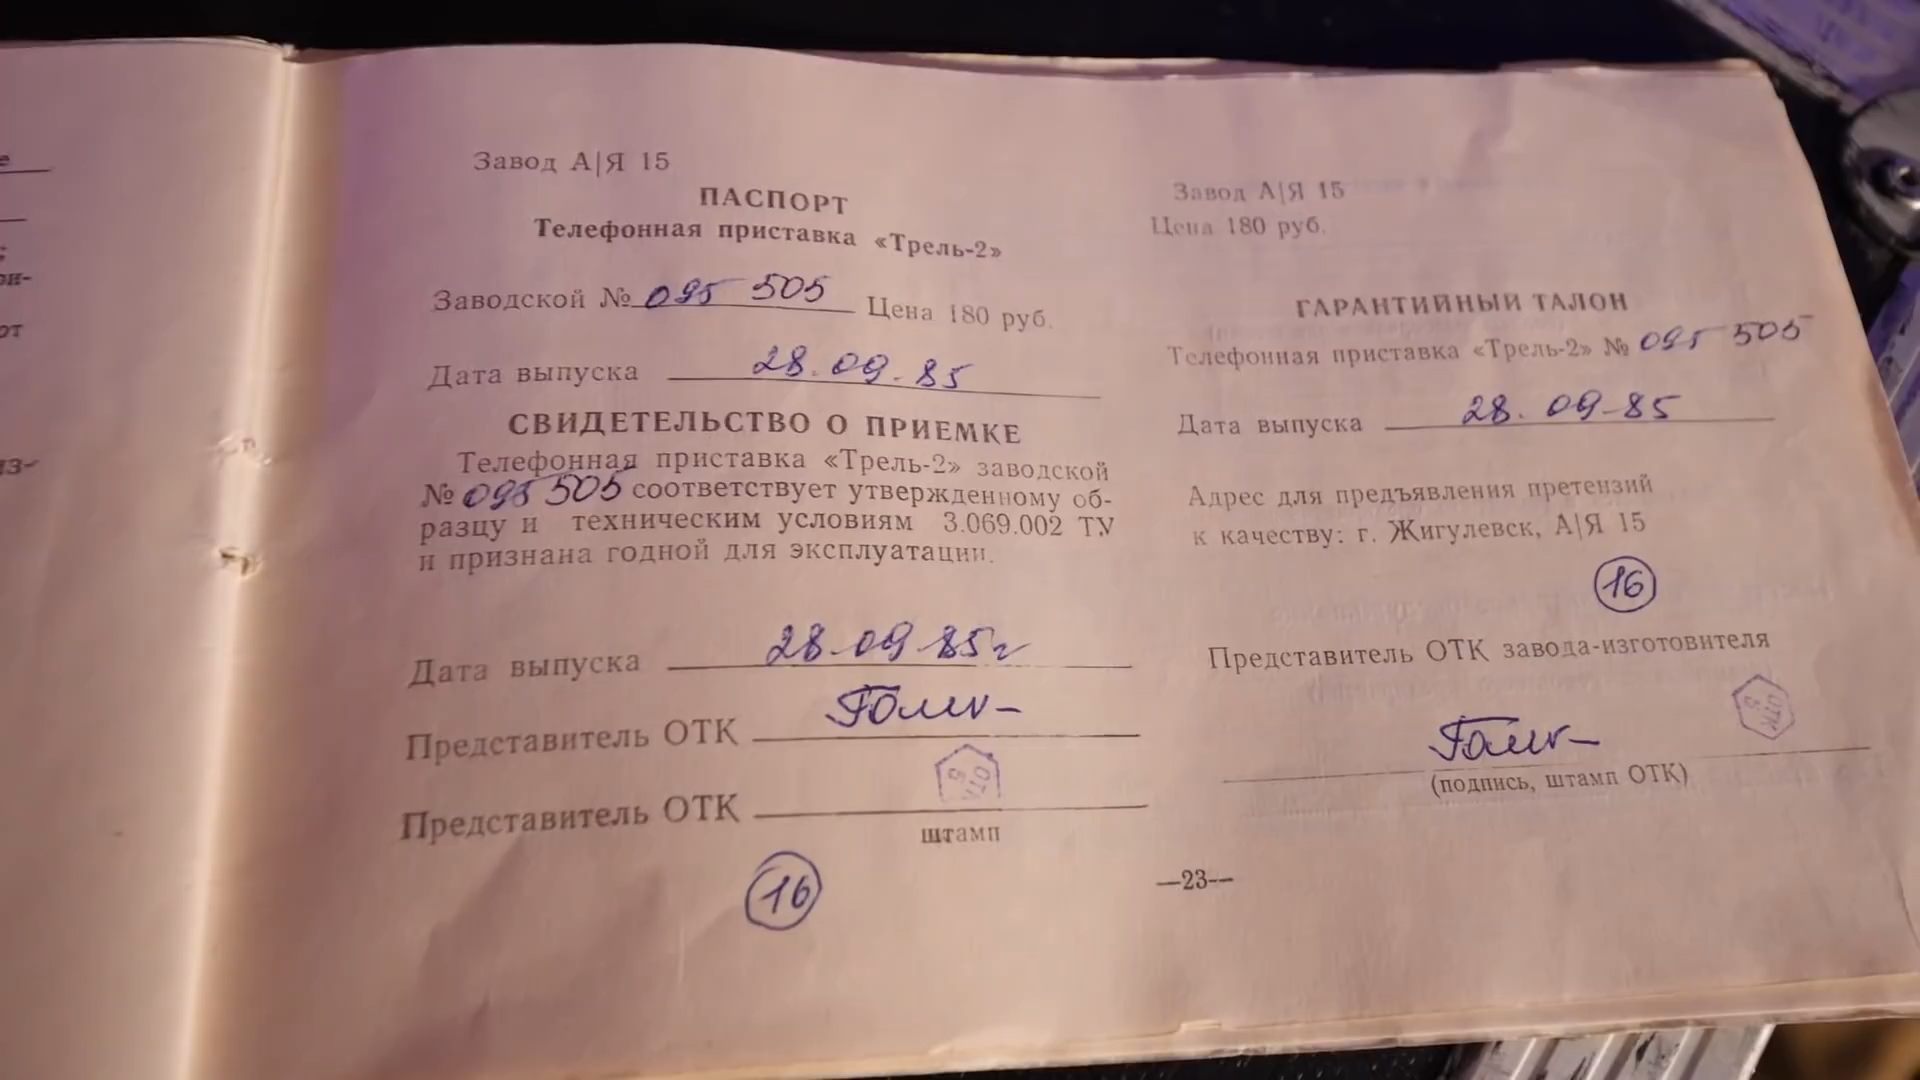 Завод А|Я 15
ПАСПОРТ
Телефонная приставка «Трель-2»
Заводской № 095 505 Цена 180 руб.
Дата выпуска 28.09.85
СВИДЕТЕЛЬСТВО О ПРИЕМКЕ
Телефонная приставка «Трель-2» заводской
№ 095 505 соответствует утвержденному об-
разцу и техническим условиям 3.069.002 ТУ
и признана годной для эксплуатации.
Дата выпуска 28.09.85г
Представитель ОТК
ОТК
Представитель ОТК
штамп
16
Завод А|Я 15
Цена 180 руб.
ГАРАНТИЙНЫЙ ТАЛОН
Телефонная приставка «Трель-2» № 095 505
Дата выпуска 28.09.85
Адрес для предъявления претензий
к качеству: г. Жигулевск, А|Я 15
16
Представитель ОТК завода-изготовителя
ОТК
(подпись, штамп ОТК)
—23—